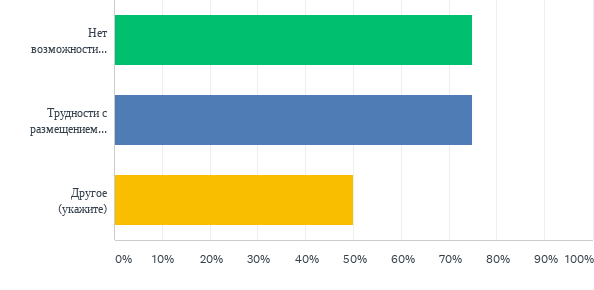 Нет
возможности...
Трудности с
размещением...
Другое
(укажите)
0% 10% 20% 30% 40% 50% 60% 70% 80% 90% 100%